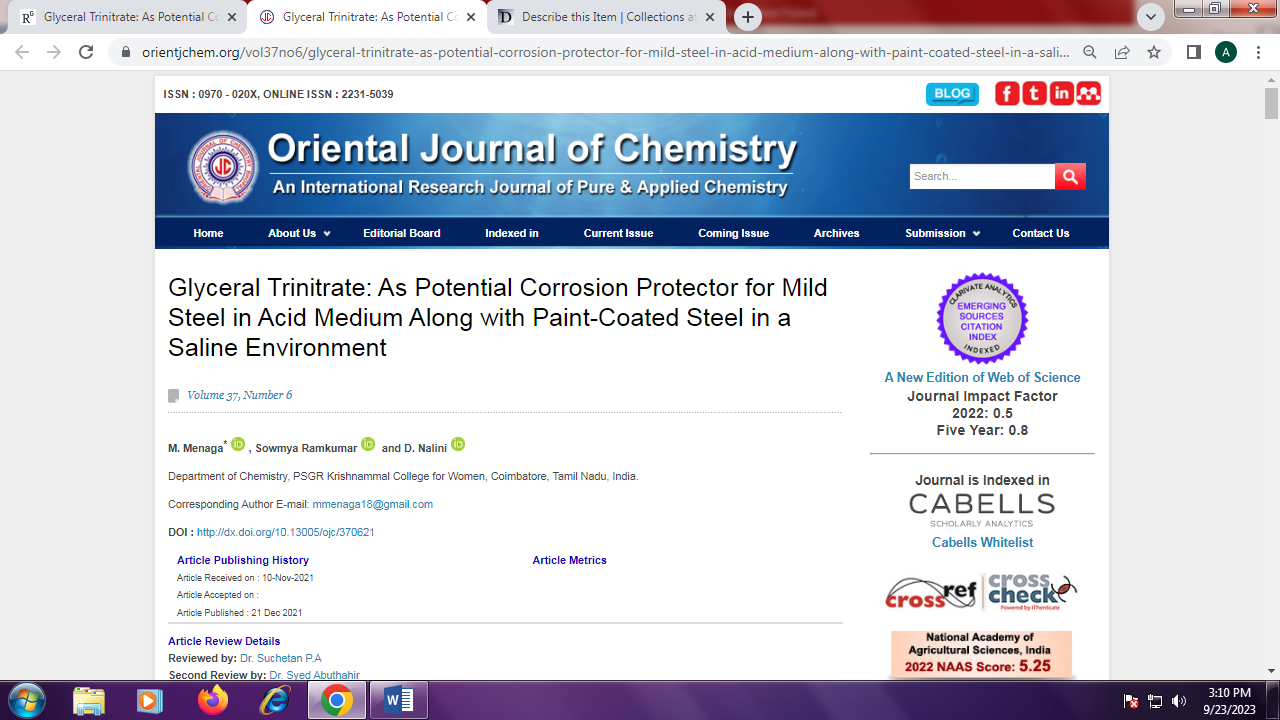 Glyceral Trinitrate: As Potential Co
Glyceral Trinitrate: As Potential Co
Describe this Item | Collections at
orientjchem.org/vol37no6/glyceral-trinitrate-as-potential-corrosion-protector-for-mild-steel-in-acid-medium-along-with-paint-coated-steel-in-a-sali...
A
ISSN : 0970 - 020X, ONLINE ISSN : 2231-5039
BLOG
Oriental Journal of Chemistry
An International Research Journal of Pure & Applied Chemistry
Search...
Home About Us Editorial Board Indexed in Current Issue Coming Issue Archives Submission Contact Us
Glyceral Trinitrate: As Potential Corrosion Protector for Mild
Steel in Acid Medium Along with Paint-Coated Steel in a
Saline Environment
Volume 37, Number 6
M. Menaga* iD , Sowmya Ramkumar iD and D. Nalini iD
Department of Chemistry, PSGR Krishnammal College for Women, Coimbatore, Tamil Nadu, India.
Corresponding Author E-mail: mmenaga18@gmail.com
DOI : http://dx.doi.org/10.13005/ojc/370621
Article Publishing History
Article Received on : 10-Nov-2021
Article Accepted on :
Article Published : 21 Dec 2021
Article Metrics
Article Review Details
Reviewed by: Dr. Suchetan P.A
Second Review by: Dr. Syed Abuthahir
CLARIVATE ANALYTICS
EMERGING
SOURCES
CITATION
INDEX
INDEXED
A New Edition of Web of Science
Journal Impact Factor
2022: 0.5
Five Year: 0.8
Journal is Indexed in
CABELLS
SCHOLARLY ANALYTICS
Cabells Whitelist
crossref
cross
check
Powered by iThenticate
National Academy of
Agricultural Sciences, India
2022 NAAS Score: 5.25
3:10 PM
9/23/2023